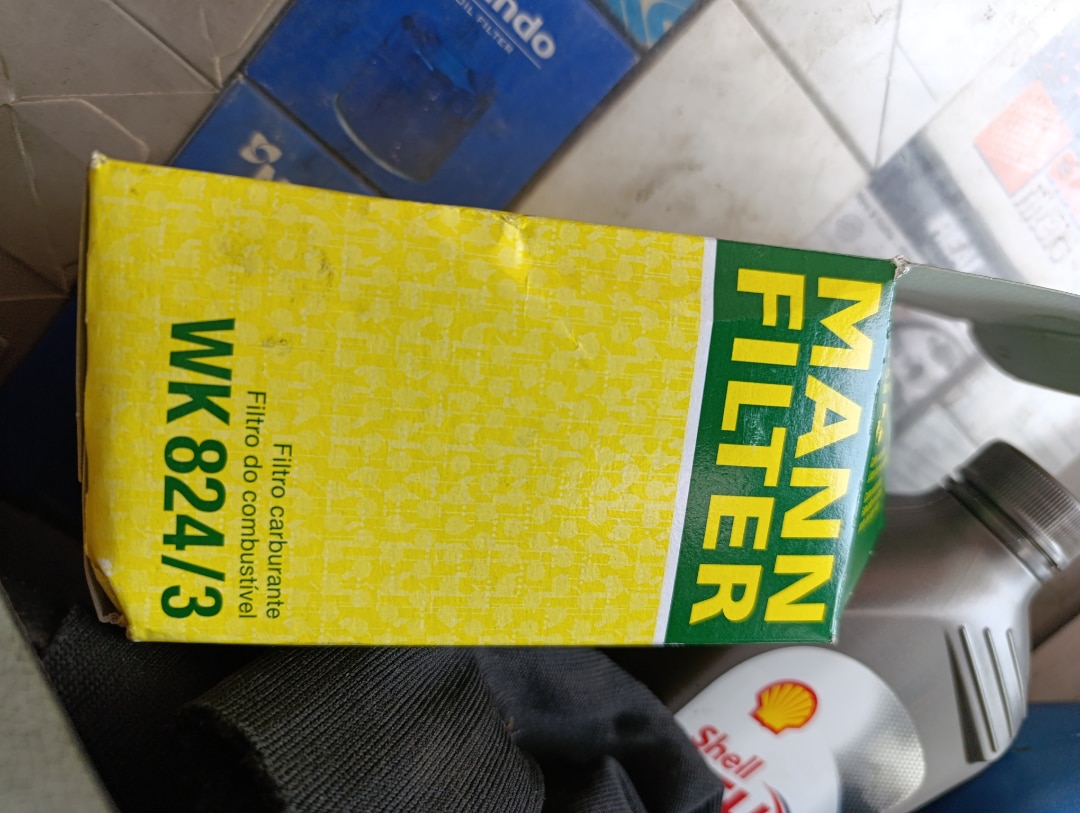 MANN
FILTER
Filtro carburante
Filtro do combustível
WK 824/3
Shell
OIL FILTER